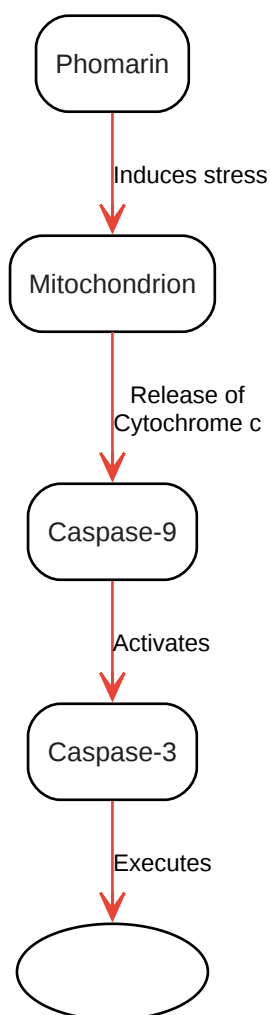 Phomarin
Induces stress
Mitochondrion
Release of
Cytochrome c
Caspase-9
Activates
Caspase-3
Executes